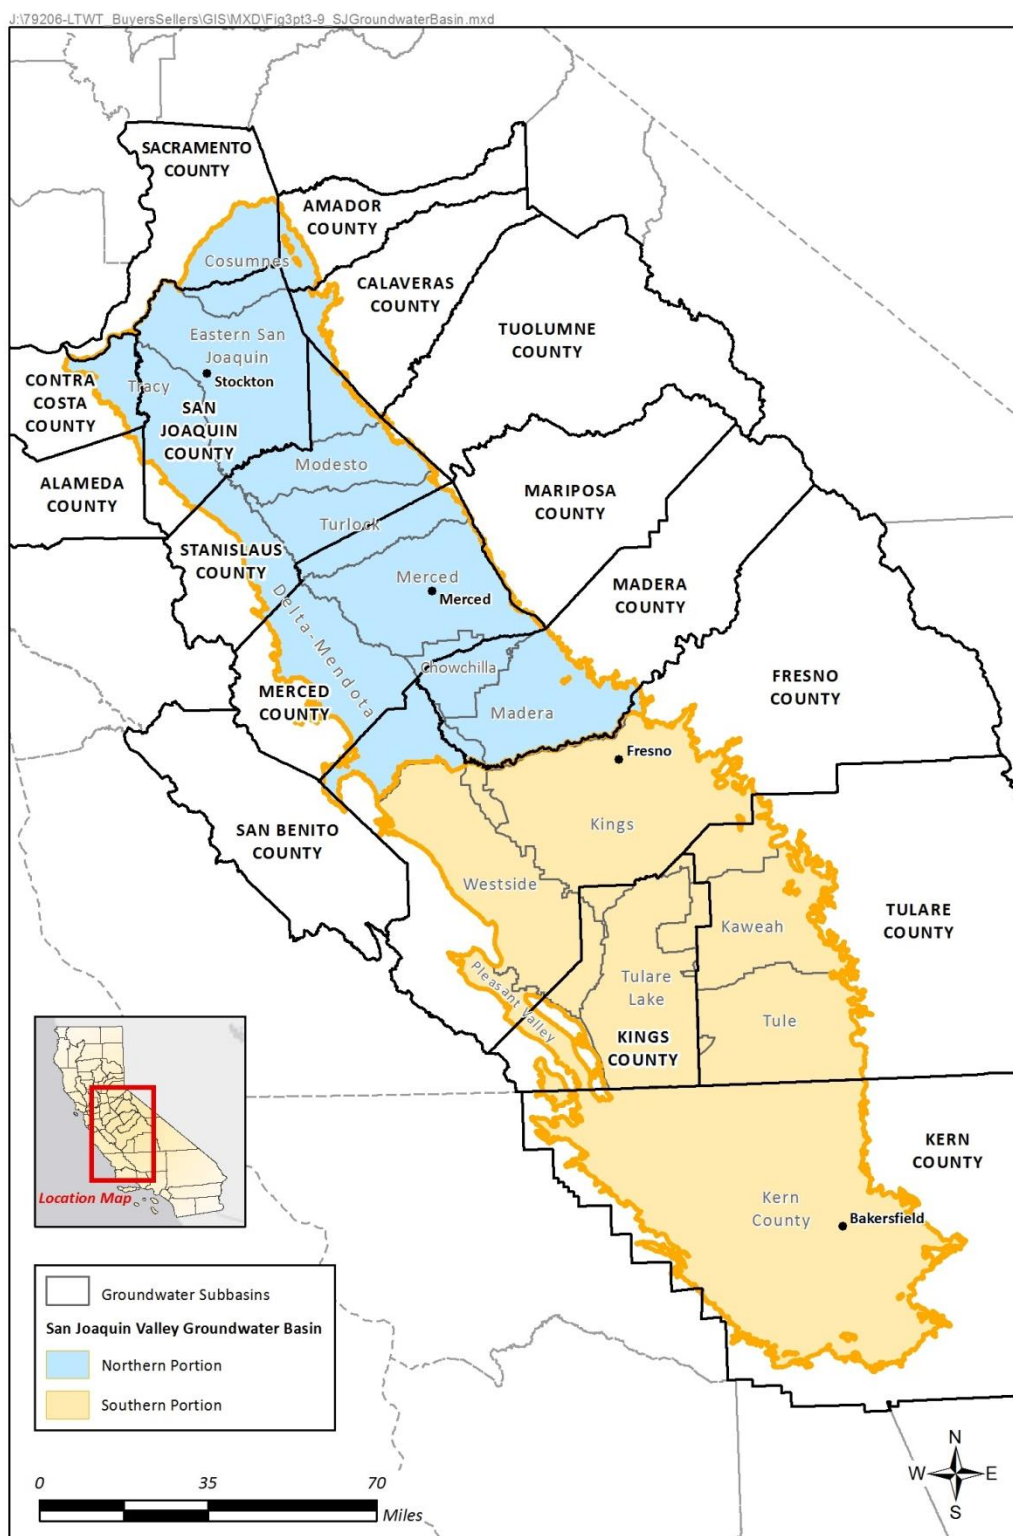 J:\79206-LTWT_BuyersSellers\GIS\MXD\Fig3pt3-9_SJGroundwaterBasin.mxd
SACRAMENTO
COUNTY
AMADOR
COUNTY
Cosumnes
CALAVERAS
COUNTY
TUOLUMNE
COUNTY
Eastern San
Joaquin
Stockton
CONTRA
COSTA
COUNTY
Tracy
SAN
JOAQUIN
COUNTY
Modesto
ALAMEDA
COUNTY
MARIPOSA
COUNTY
Turlock
STANISLAUS
COUNTY
Merced
Merced
MADERA
COUNTY
Delta-Mendota
Chowchilla
MERCED
COUNTY
FRESNO
COUNTY
Madera
Fresno
SAN BENITO
COUNTY
Kings
Westside
TULARE
COUNTY
Kaweah
Pleasant Valley
Tulare
Lake
Tule
KINGS
COUNTY
KERN
COUNTY
Kern
County
Bakersfield
Location Map
Groundwater Subbasins
San Joaquin Valley Groundwater Basin
Northern Portion
Southern Portion
0 35 70
Miles
N
W E
S